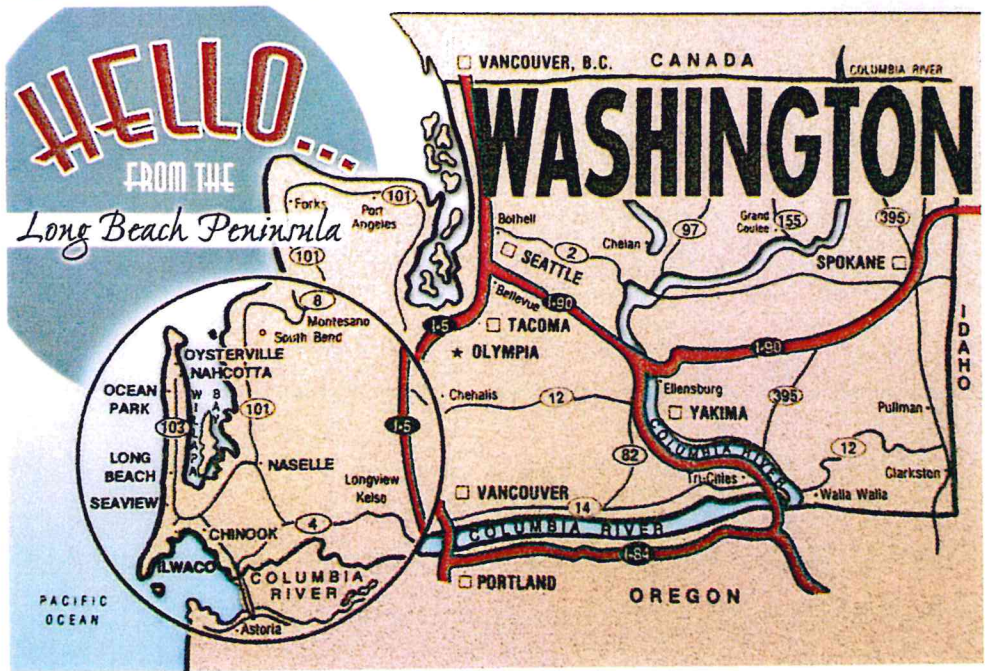 HELLO...
FROM THE
Long Beach Peninsula
VANCOUVER, B.C.
CANADA
COLUMBIA RIVER
WASHINGTON
Forks
Port
Angeles
101
101
Bothell
2
SEATTLE
Chelan
97
Grand
Coulee
155
395
SPOKANE
Bellevue
I-90
I-5
TACOMA
OLYMPIA
I-90
IDAHO
8
Montesano
South Bend
OYSTERVILLE
NAHCOTTA
OCEAN
PARK
WILLAPA
BAY
101
103
I-5
Chehalis
12
Ellensburg
YAKIMA
395
Pullman
LONG
BEACH
NASELLE
SEAVIEW
Longview
Kelso
82
COLUMBIA RIVER
12
Clarkston
Tri-Cities
Walla Walla
VANCOUVER
14
CHINOOK
4
COLUMBIA RIVER
I-84
ILWACO
COLUMBIA
RIVER
PORTLAND
OREGON
PACIFIC
OCEAN
Astoria